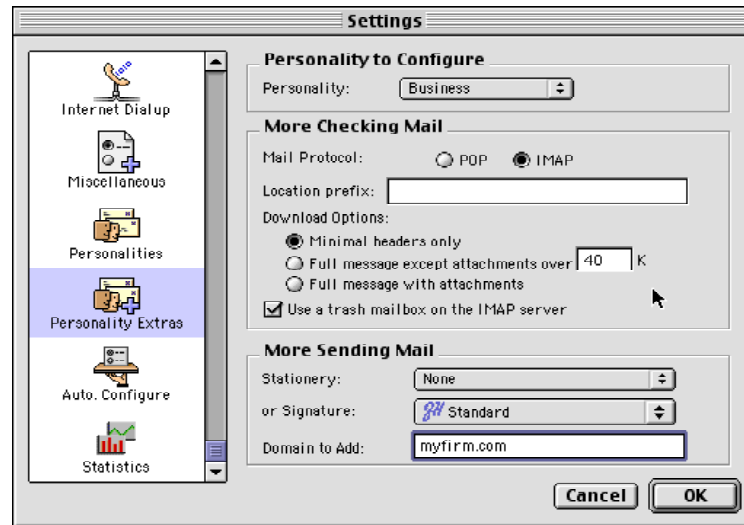 Settings
Internet Dialup
Miscellaneous
Personalities
Personality Extras
Auto. Configure
Statistics
Personality to Configure
Personality: Business
More Checking Mail
Mail Protocol: POP IMAP
Location prefix:
Download Options:
Minimal headers only
Full message except attachments over 40 K
Full message with attachments
Use a trash mailbox on the IMAP server
More Sending Mail
Stationery: None
or Signature: Standard
Domain to Add: myfirm.com
Cancel OK